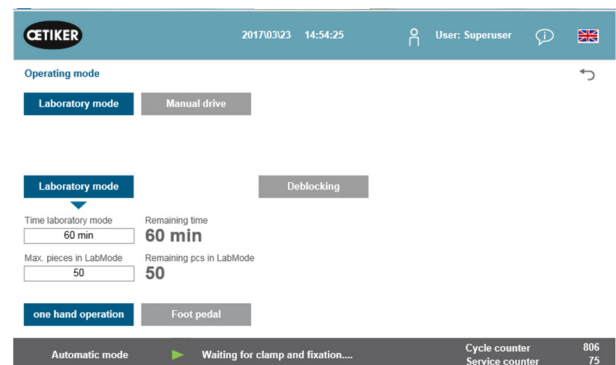 OETIKER
2017\03\23 14:54:25
User: Superuser
i
Operating mode
Laboratory mode Manual drive
Laboratory mode Deblocking
Time laboratory mode Remaining time
60 min 60 min
Max. pieces in LabMode Remaining pcs in LabMode
50 50
one hand operation Foot pedal
Automatic mode Waiting for clamp and fixation....
Cycle counter 806
Service counter 75